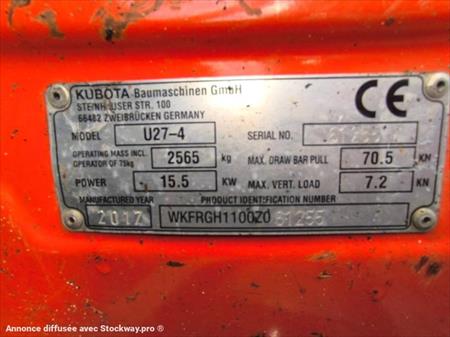 KUBOTA Baumaschinen GmbH
STEINHAUSER STR. 100
66482 ZWEIBRÜCKEN GERMANY
MODEL U27-4 SERIAL NO.
OPERATING MASS INCL. OPERATOR OF 75kg 2565 kg MAX. DRAW BAR PULL 70.5 KN
POWER 15.5 KW MAX. VERT. LOAD 7.2 KN
MANUFACTURED YEAR PRODUCT IDENTIFICATION NUMBER
2017 WKFRGH1100Z061255
CE
Annonce diffusée avec Stockway.pro ®